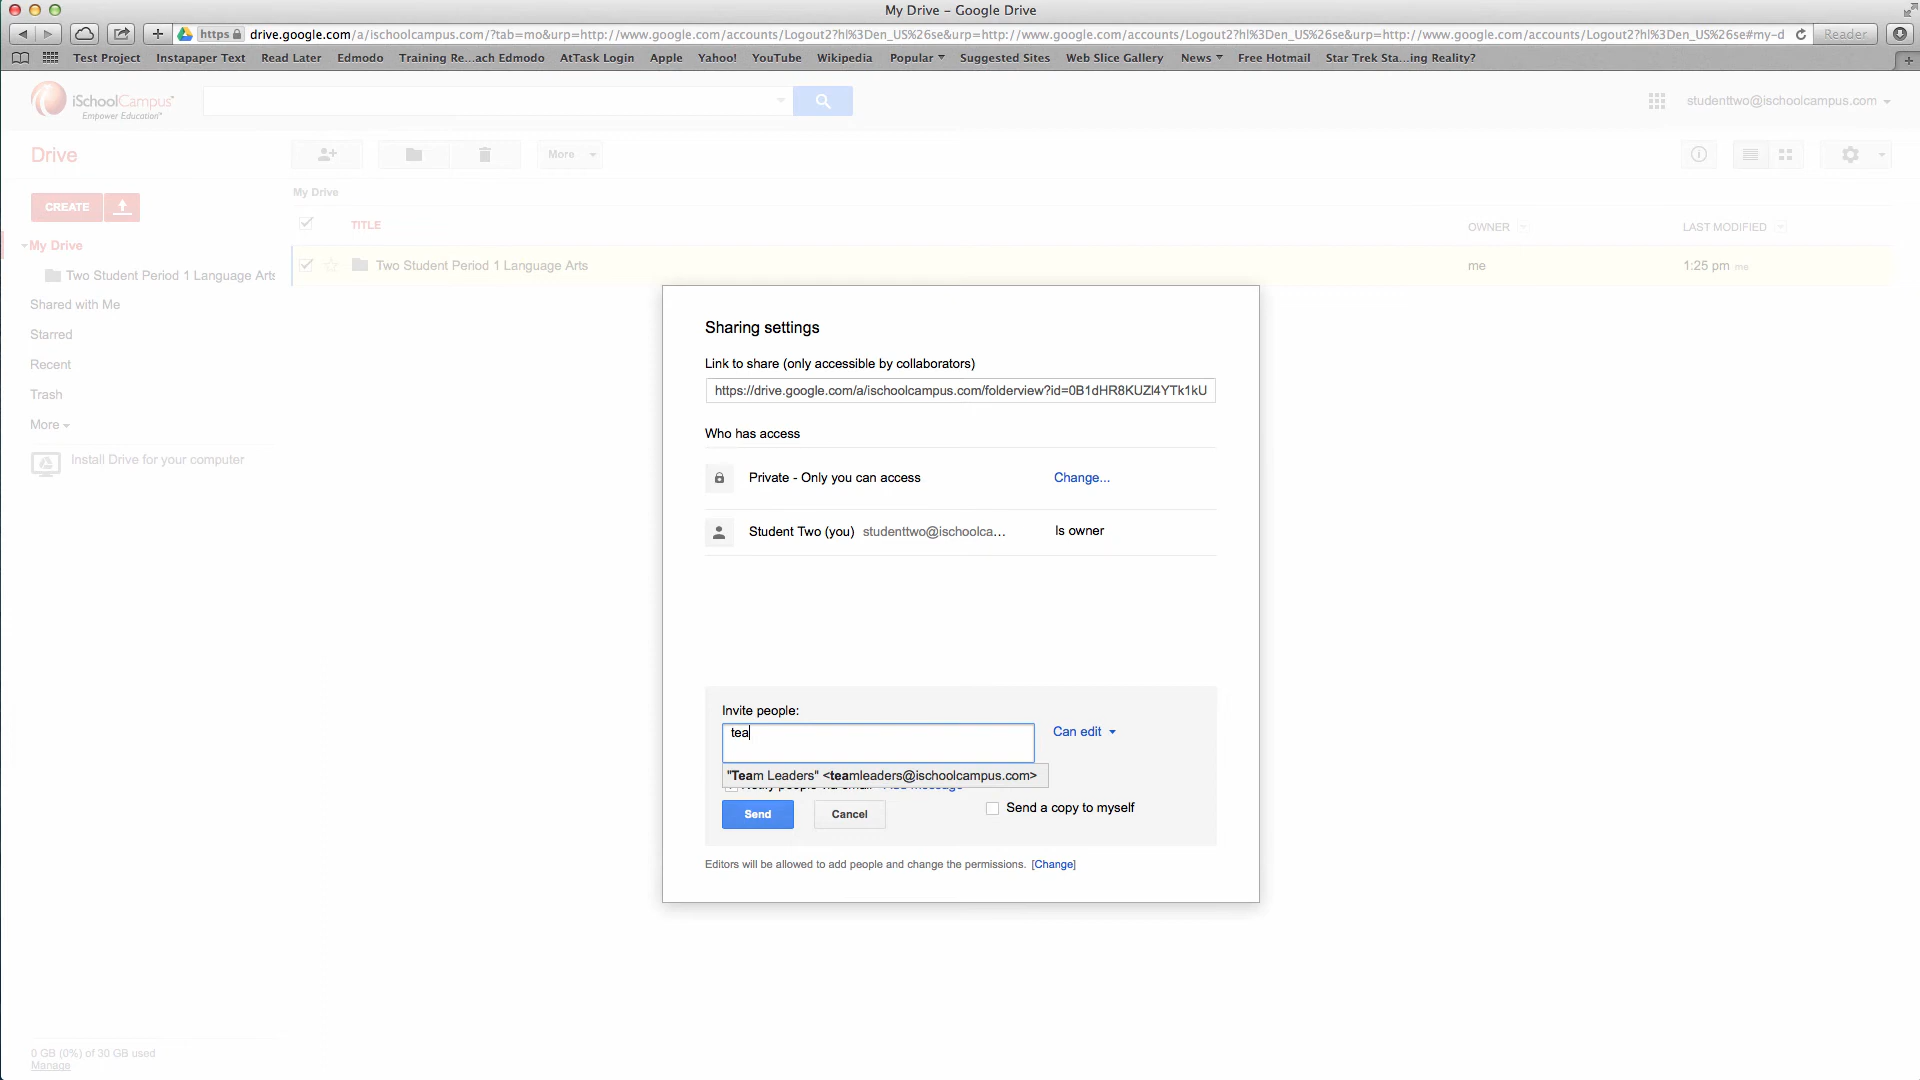 My Drive – Google Drive
https drive.google.com/a/ischoolcampus.com/?tab=mo&urp=http://www.google.com/accounts/Logout2?hl%3Den_US%26se&urp=http://www.google.com/accounts/Logout2?hl%3Den_US%26se&urp=http://www.google.com/accounts/Logout2?hl%3Den_US%26se#my-d Reader
Test Project Instapaper Text Read Later Edmodo Training Re...ach Edmodo AtTask Login Apple Yahoo! YouTube Wikipedia Popular Suggested Sites Web Slice Gallery News Free Hotmail Star Trek Sta...ing Reality?
iSchoolCampus™
Empower Education™
studenttwo@ischoolcampus.com
Drive
More
My Drive
CREATE
TITLE OWNER LAST MODIFIED
My Drive
Two Student Period 1 Language Arts me 1:25 pm me
Two Student Period 1 Language Arts
Shared with Me
Starred
Recent
Trash
More
Install Drive for your computer
Sharing settings
Link to share (only accessible by collaborators)
https://drive.google.com/a/ischoolcampus.com/folderview?id=0B1dHR8KUZl4YTk1kU
Who has access
Private - Only you can access Change...
Student Two (you) studenttwo@ischoolca... Is owner
Invite people:
tea Can edit
"Team Leaders" <teamleaders@ischoolcampus.com>
Notify people via email Add message
Send Cancel Send a copy to myself
Editors will be allowed to add people and change the permissions. [Change]
0 GB (0%) of 30 GB used
Manage